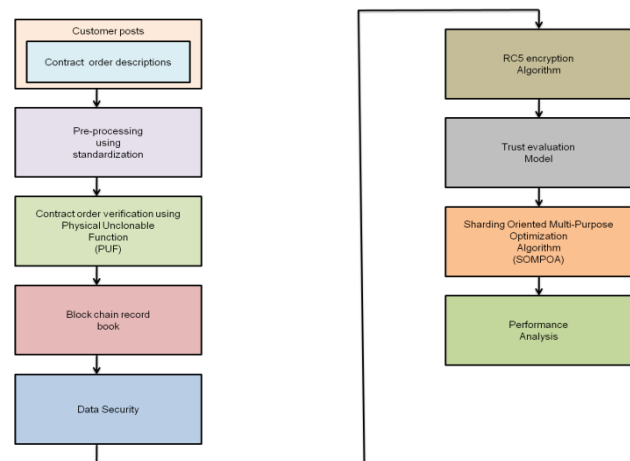 Customer posts
Contract order descriptions
Pre-processing
using
standardization
Contract order verification using
Physical Unclonable
Function
(PUF)
Block chain record
book
Data Security
RC5 encryption
Algorithm
Trust evaluation
Model
Sharding Oriented Multi-Purpose
Optimization
Algorithm
(SOMPOA)
Performance
Analysis